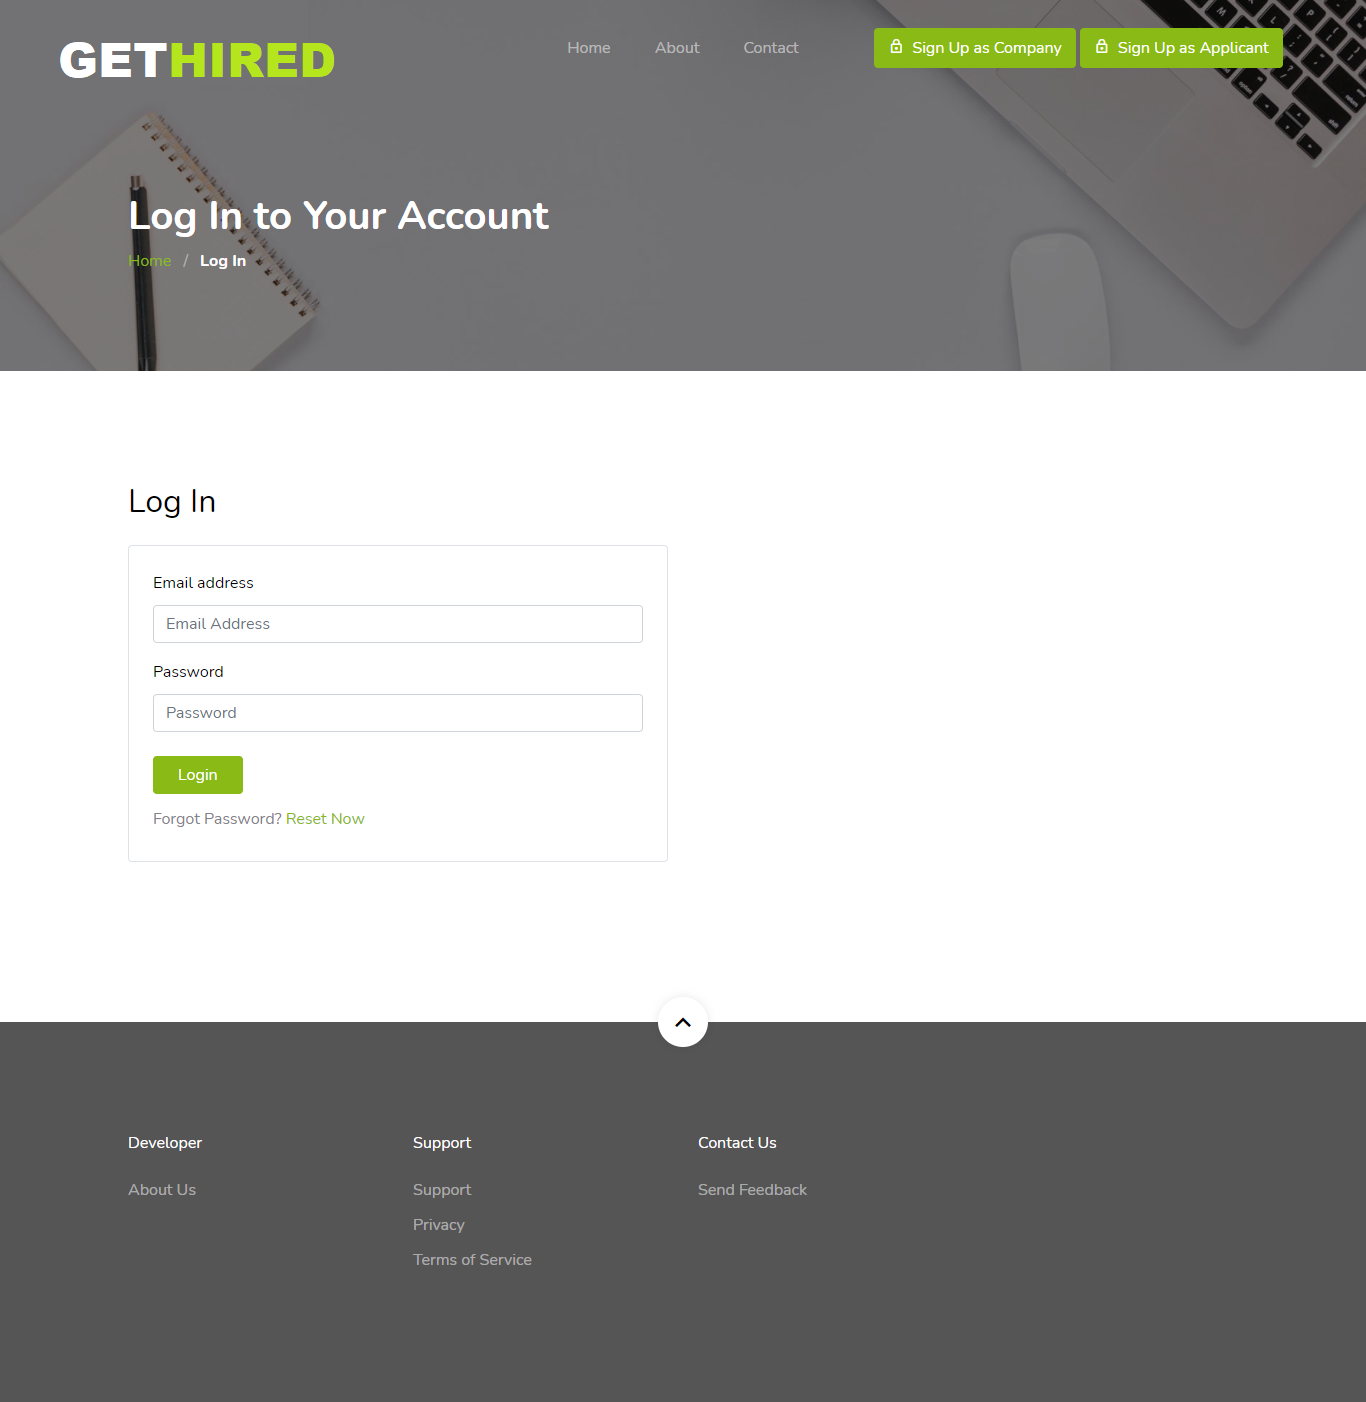 GETHIRED
Home
About
Contact
Sign Up as Company
Sign Up as Applicant
Log In to Your Account
Home / Log In
Log In
Email address
Email Address
Password
Password
Login
Forgot Password? Reset Now
Developer
About Us
Support
Support
Privacy
Terms of Service
Contact Us
Send Feedback